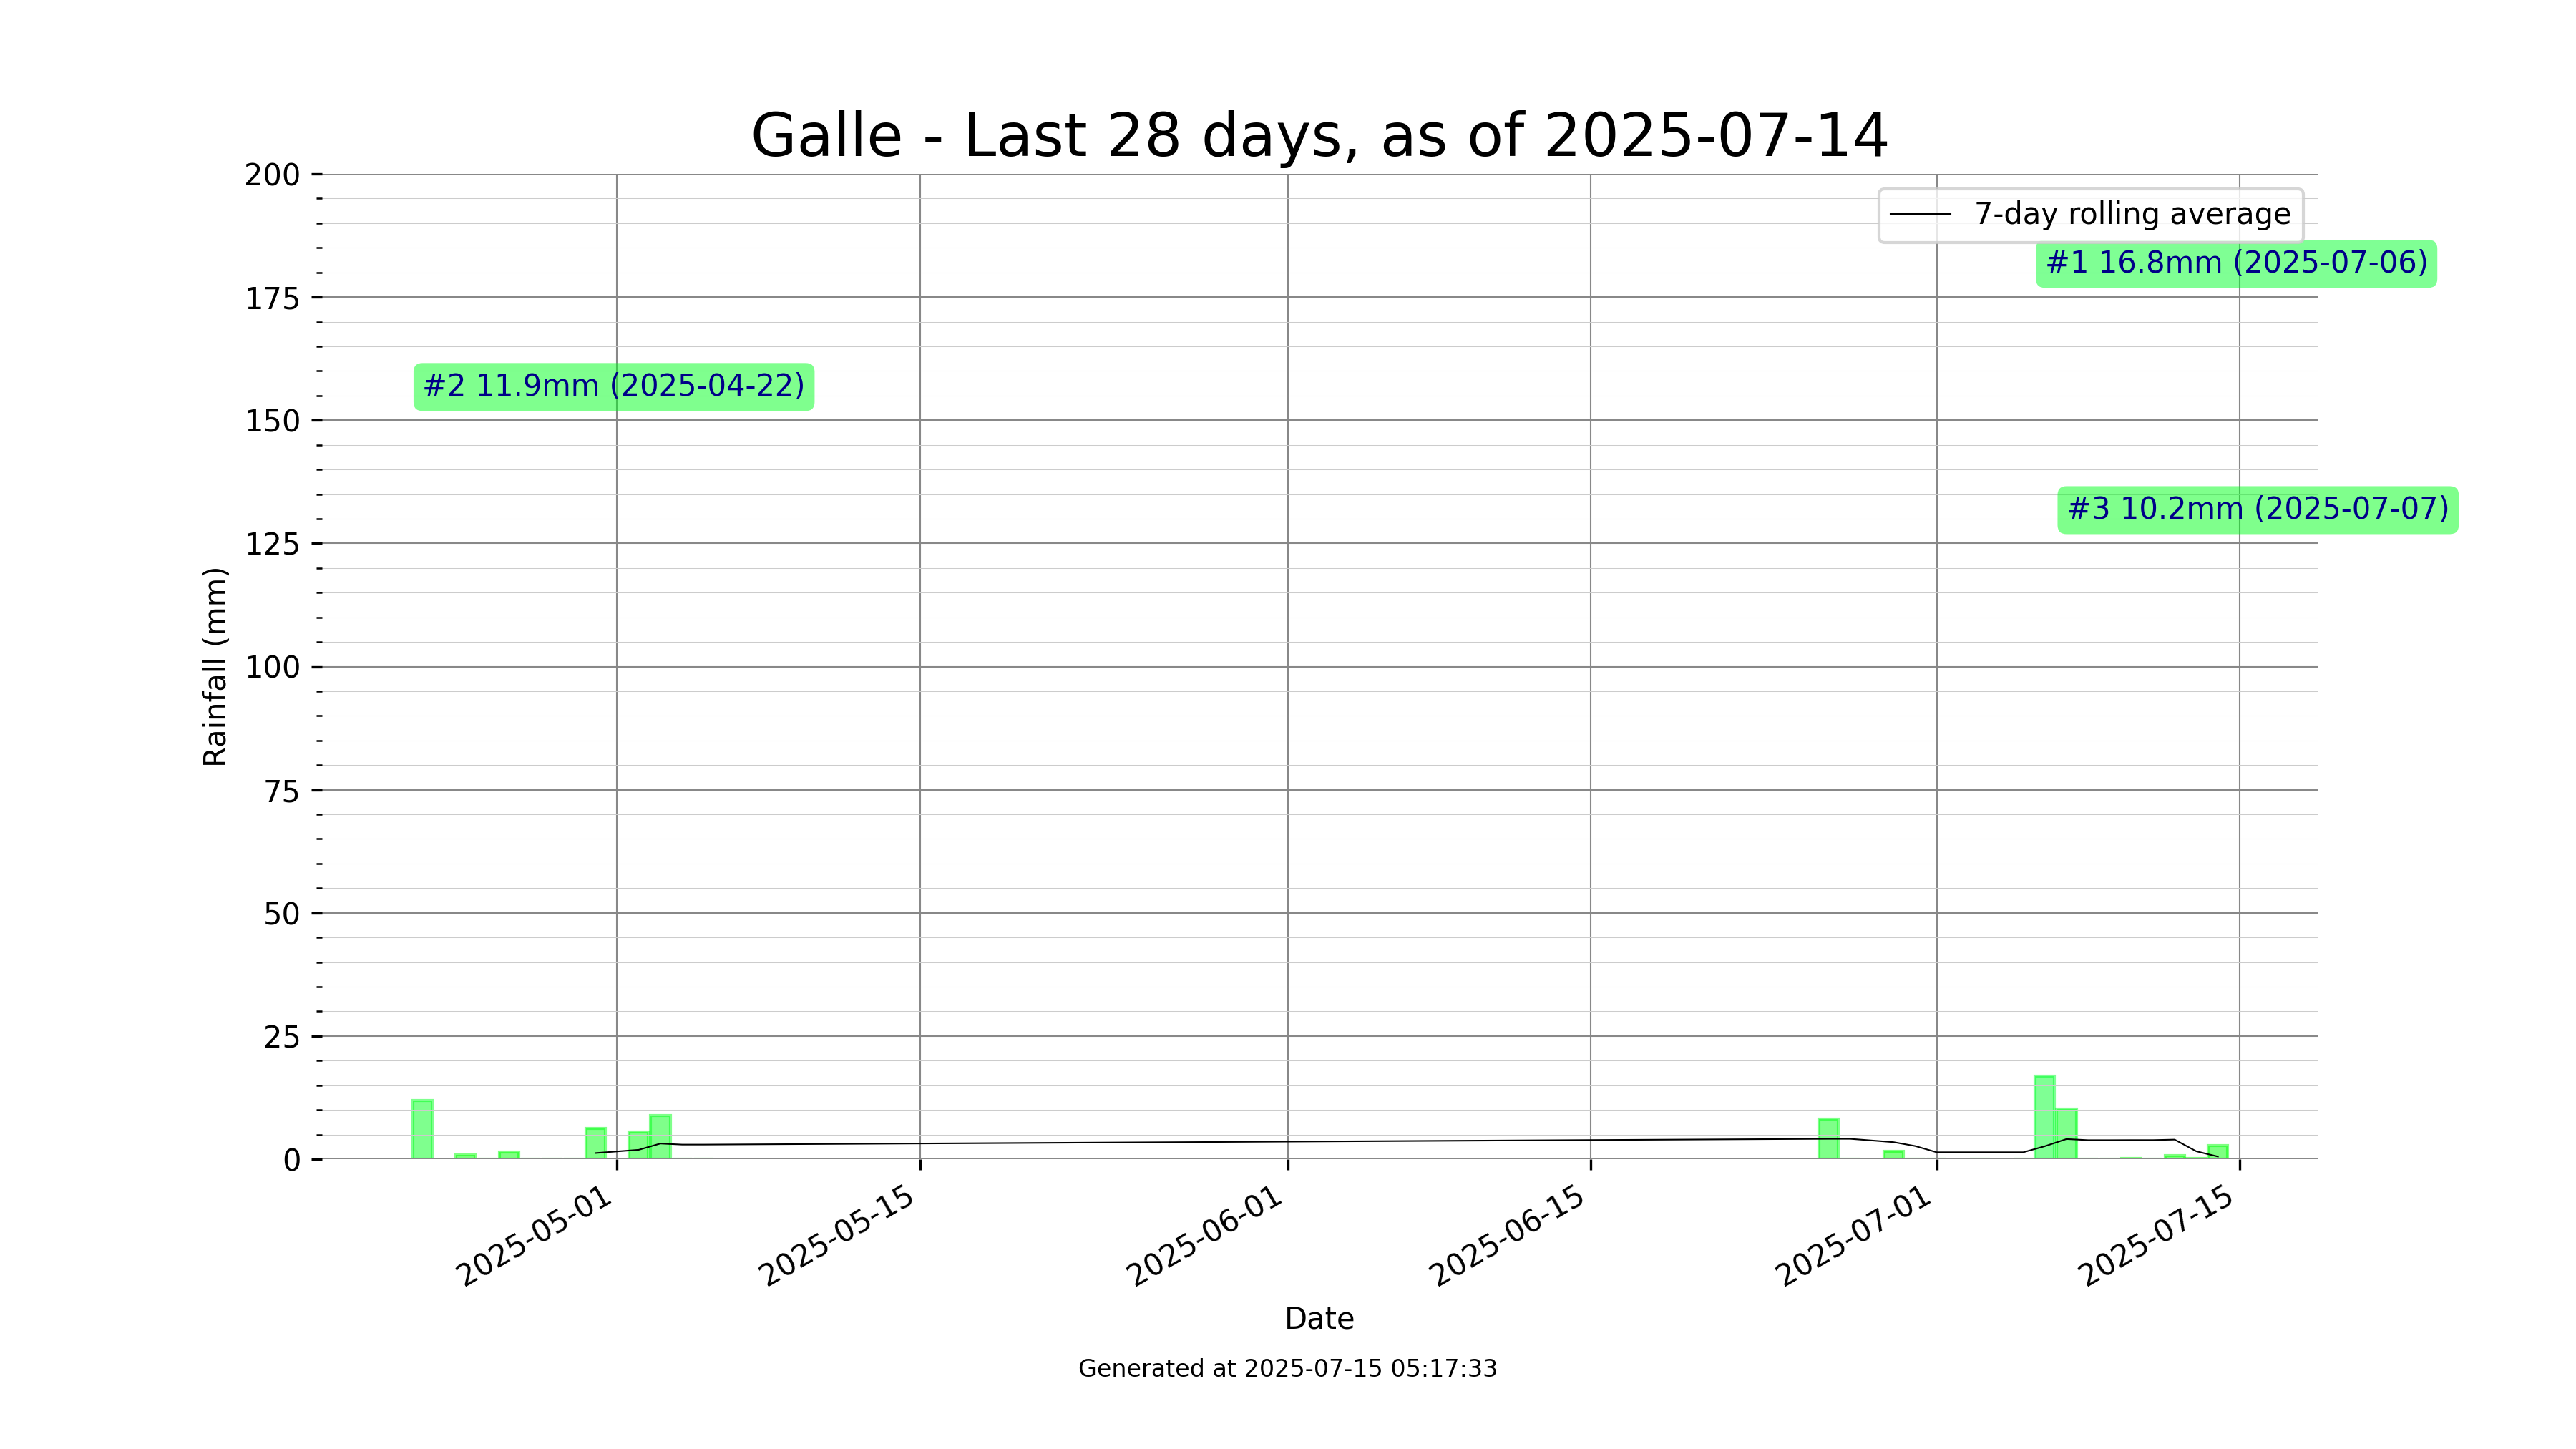 Galle - Last 28 days, as of 2025-07-14
200
175
150
125
100
75
50
25
0
Rainfall (mm)
7-day rolling average
#1 16.8mm (2025-07-06)
#2 11.9mm (2025-04-22)
#3 10.2mm (2025-07-07)
2025-05-01
2025-05-15
2025-06-01
2025-06-15
2025-07-01
2025-07-15
Date
Generated at 2025-07-15 05:17:33